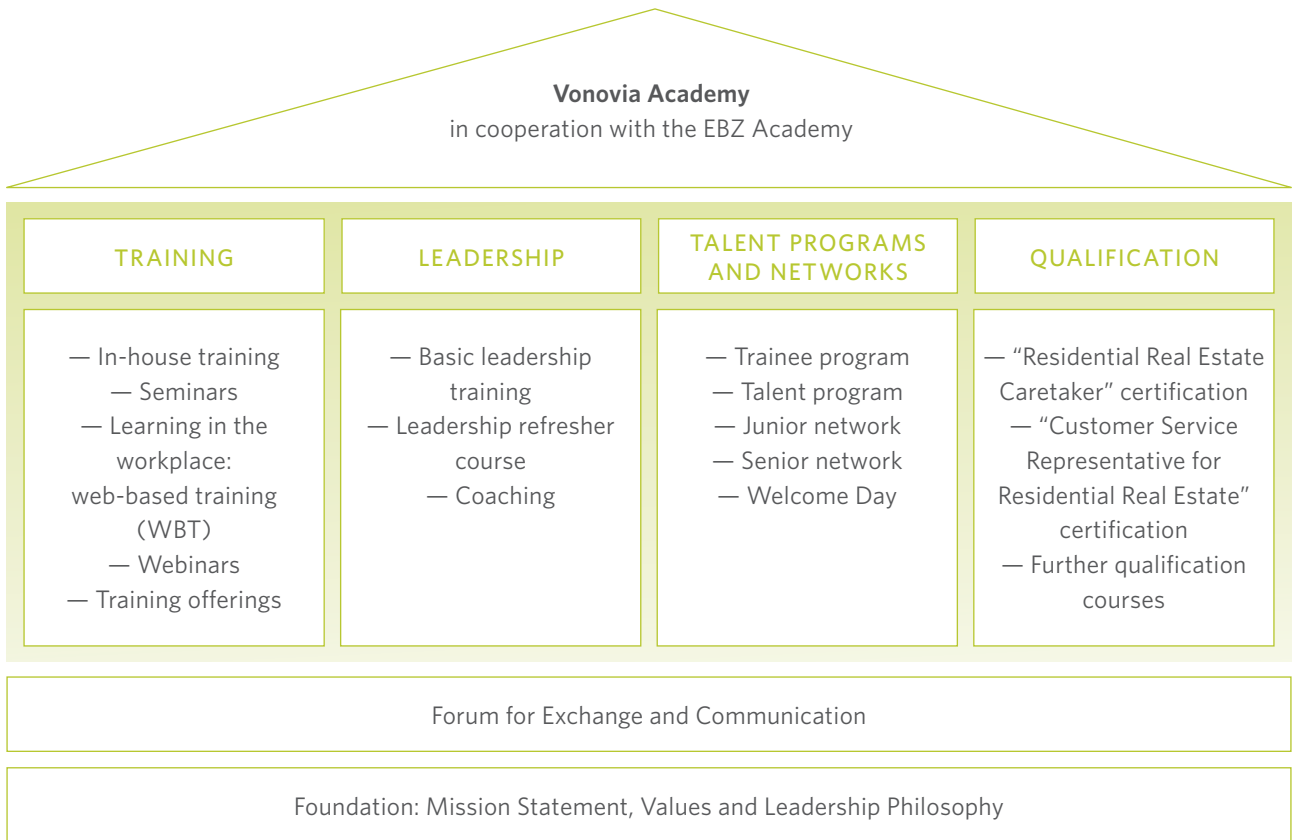 Vonovia Academy
in cooperation with the EBZ Academy
TRAINING
— In-house training
— Seminars
— Learning in the
workplace:
web-based training
(WBT)
— Webinars
— Training offerings
LEADERSHIP
— Basic leadership
training
— Leadership refresher
course
— Coaching
TALENT PROGRAMS
AND NETWORKS
— Trainee program
— Talent program
— Junior network
— Senior network
— Welcome Day
QUALIFICATION
— “Residential Real Estate
Caretaker” certification
— “Customer Service
Representative for
Residential Real Estate”
certification
— Further qualification
courses
Forum for Exchange and Communication
Foundation: Mission Statement, Values and Leadership Philosophy